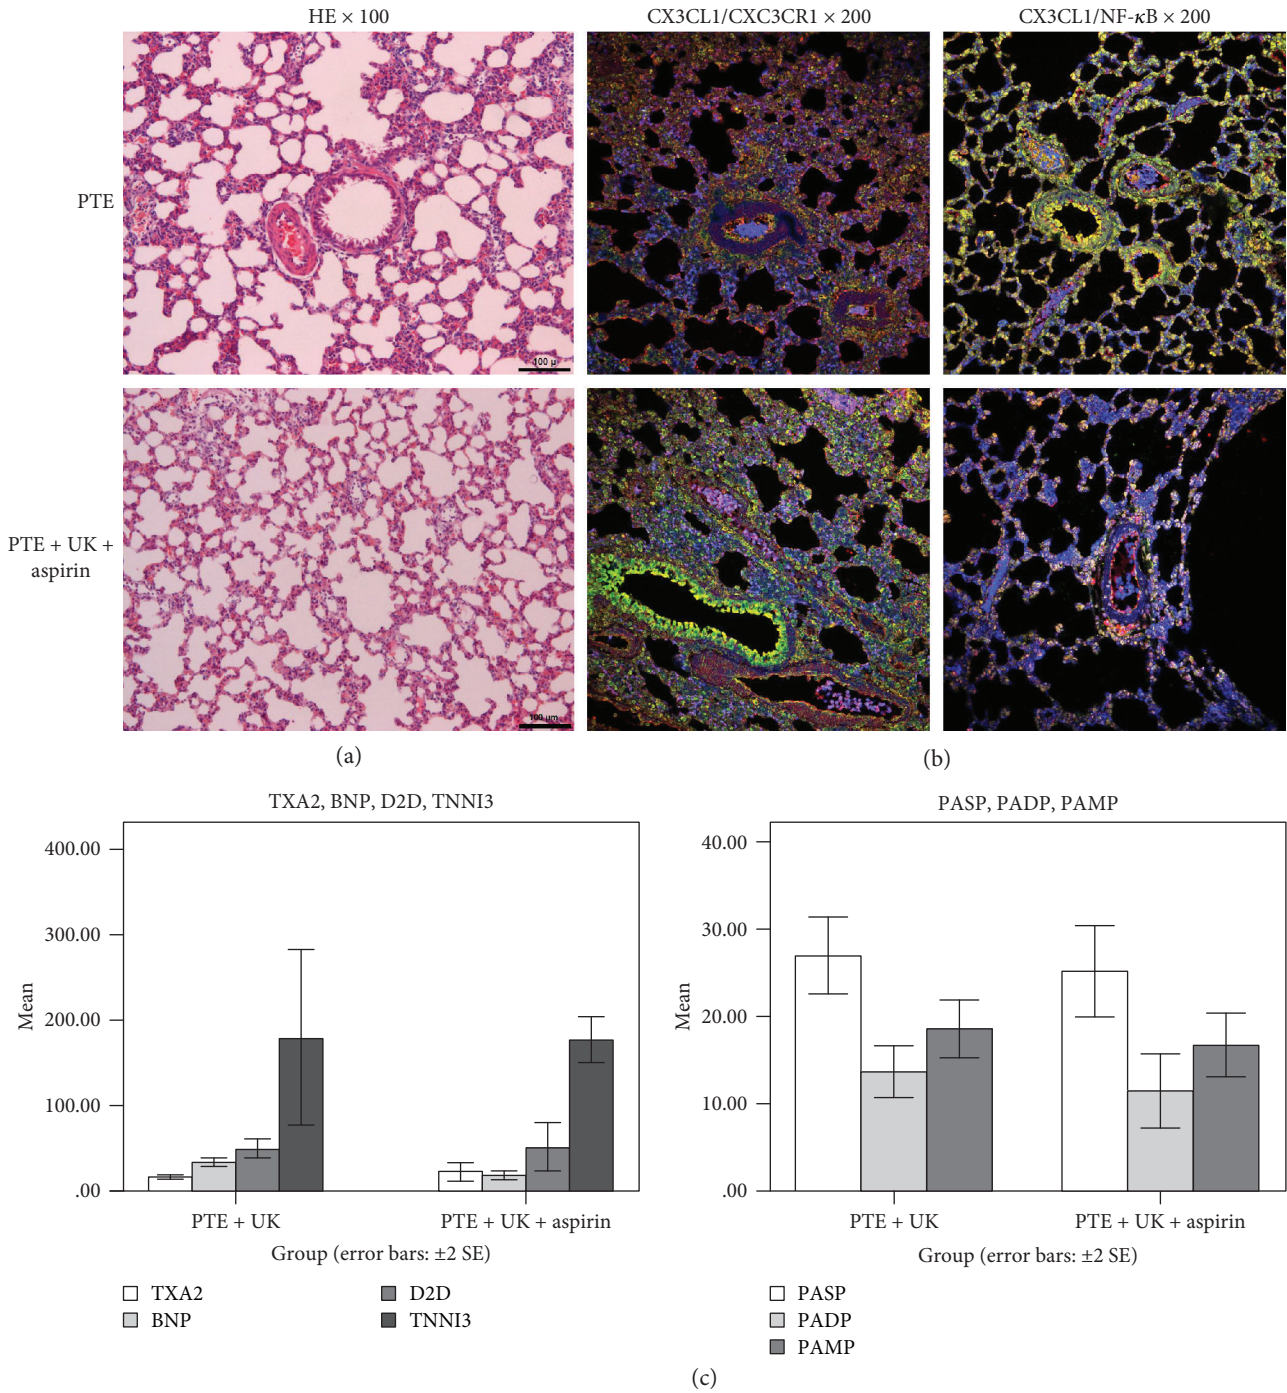 HE × 100
CX3CL1/CXC3CR1 × 200
CX3CL1/NF-κB × 200
PTE
100 µ
PTE + UK +
aspirin
100 µm
(a)
(b)
TXA2, BNP, D2D, TNNI3
400.00
300.00
200.00
100.00
.00
Mean
PTE + UK
PTE + UK + aspirin
Group (error bars: ±2 SE)
TXA2
BNP
D2D
TNNI3
PASP, PADP, PAMP
40.00
30.00
20.00
10.00
.00
Mean
PTE + UK
PTE + UK + aspirin
Group (error bars: ±2 SE)
PASP
PADP
PAMP
(c)